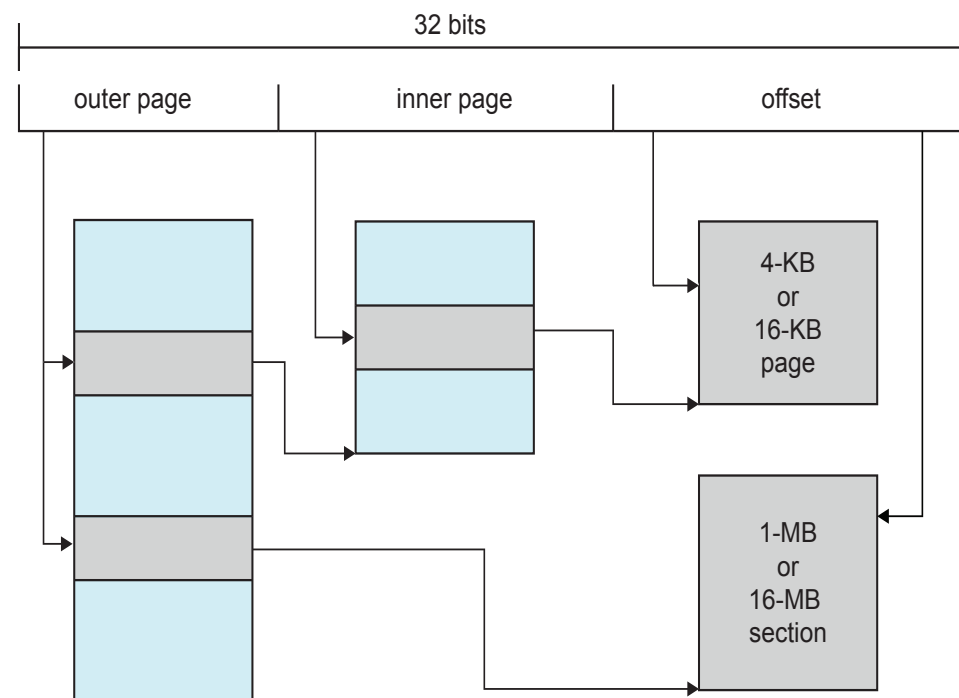 32 bits
outer page
inner page
offset
4-KB
or
16-KB
page
1-MB
or
16-MB
section